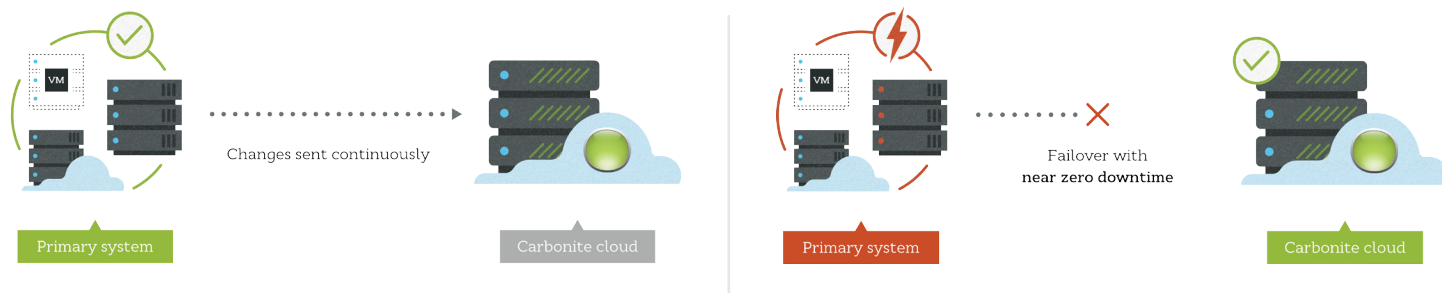 VM
Changes sent continuously
Primary system
Carbonite cloud
VM
Failover with
near zero downtime
Primary system
Carbonite cloud